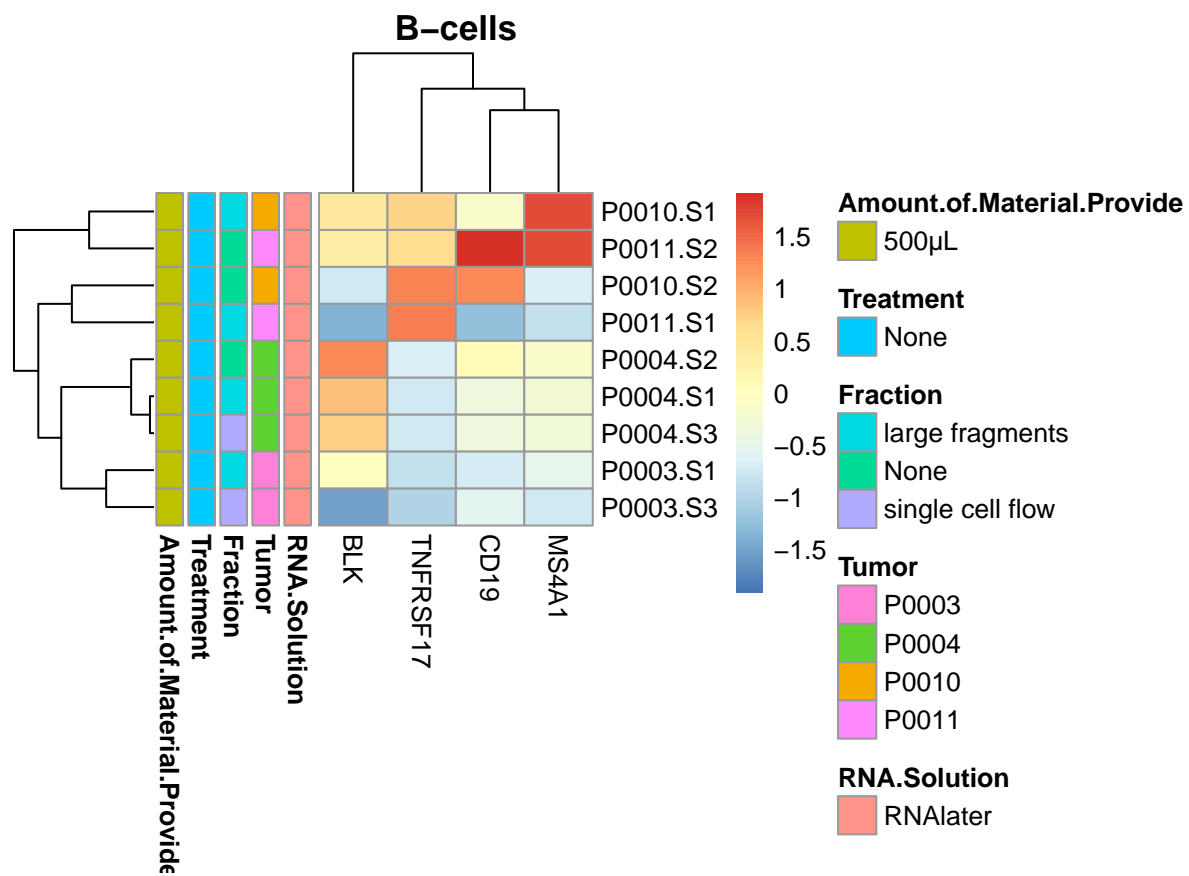 B−cells
P0010.S1
P0011.S2
P0010.S2
P0011.S1
P0004.S2
P0004.S1
P0004.S3
P0003.S1
P0003.S3
BLK
TNFRSF17
CD19
MS4A1
Amount.of.Material.Provide
Treatment
Fraction
Tumor
RNA.Solution
1.5
1
0.5
0
−0.5
−1
−1.5
Amount.of.Material.Provide
500µL
Treatment
None
Fraction
large fragments
None
single cell flow
Tumor
P0003
P0004
P0010
P0011
RNA.Solution
RNAlater